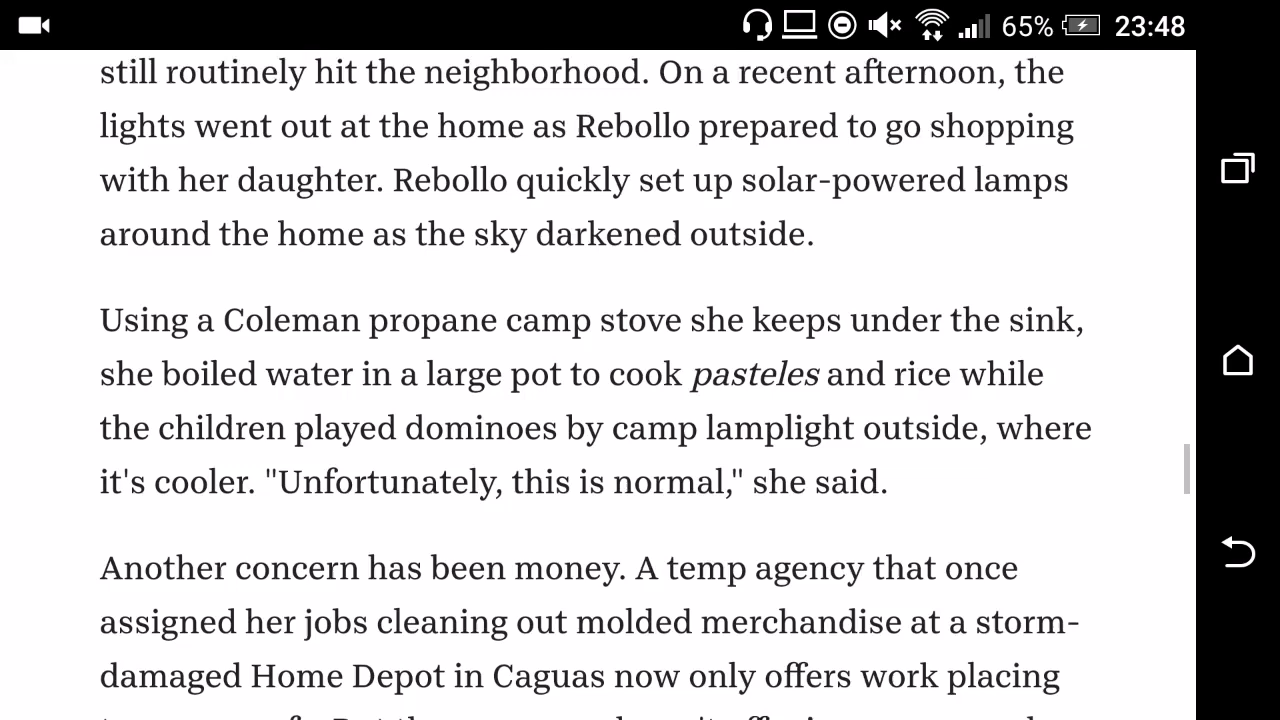 65% 23:48
still routinely hit the neighborhood. On a recent afternoon, the
lights went out at the home as Rebollo prepared to go shopping
with her daughter. Rebollo quickly set up solar-powered lamps
around the home as the sky darkened outside.
Using a Coleman propane camp stove she keeps under the sink,
she boiled water in a large pot to cook pasteles and rice while
the children played dominoes by camp lamplight outside, where
it's cooler. "Unfortunately, this is normal," she said.
Another concern has been money. A temp agency that once
assigned her jobs cleaning out molded merchandise at a storm-
damaged Home Depot in Caguas now only offers work placing